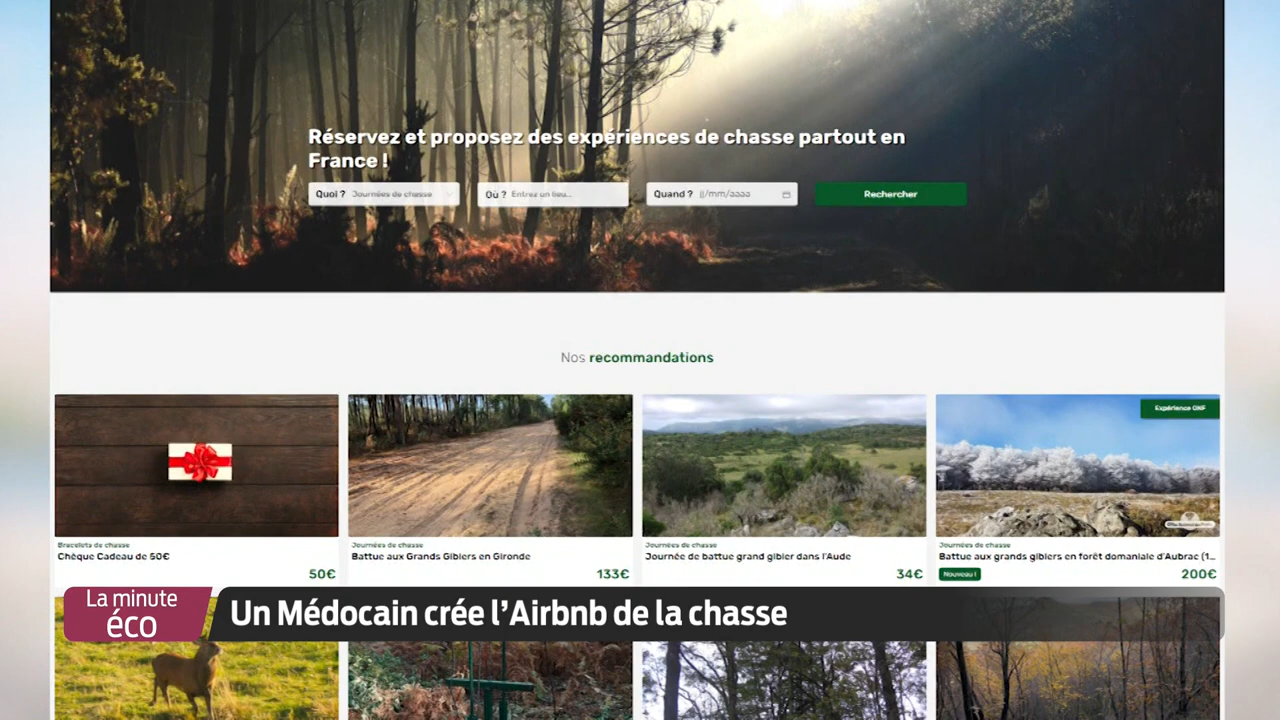 Réservez et proposez des expériences de chasse partout en
France !
Quoi ? Journées de chasse
Où ? Entrez un lieu...
Quand ? jj/mm/aaaa
Rechercher
Nos recommandations
Expérience ONF
Bracelets de chasse
Chèque Cadeau de 50€
50€
Journées de chasse
Battue aux Grands Gibiers en Gironde
133€
Journées de chasse
Journée de battue grand gibier dans l'Aude
34€
Journées de chasse
Battue aux grands gibiers en forêt domaniale d'Aubrac (1...
Nouveau !
200€
La minute
éco
Un Médocain crée l'Airbnb de la chasse